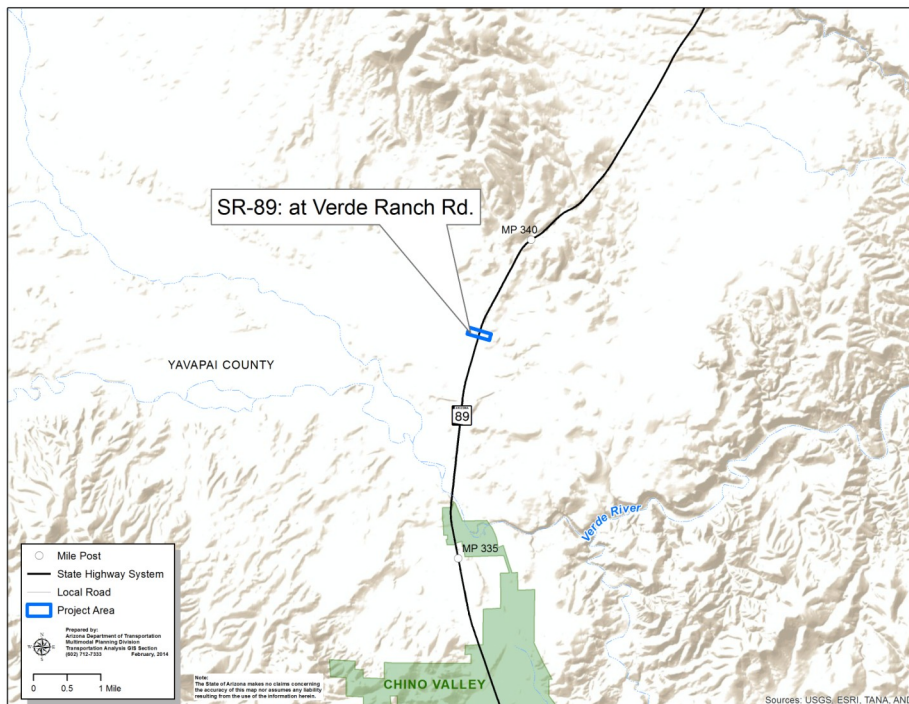 SR-89: at Verde Ranch Rd.
MP 340
YAVAPAI COUNTY
89
Verde River
MP 335
Mile Post
State Highway System
Local Road
Project Area
N
W
E
S
Prepared by:
Arizona Department of Transportation
Multimodal Planning Division
Transportation Analysis GIS Section
(602) 712-7333 February, 2014
0 0.5 1 Mile
Note:
The State of Arizona makes no claims concerning
the accuracy of this map nor assumes any liability
resulting from the use of the information herein.
CHINO VALLEY
Sources: USGS, ESRI, TANA, AND